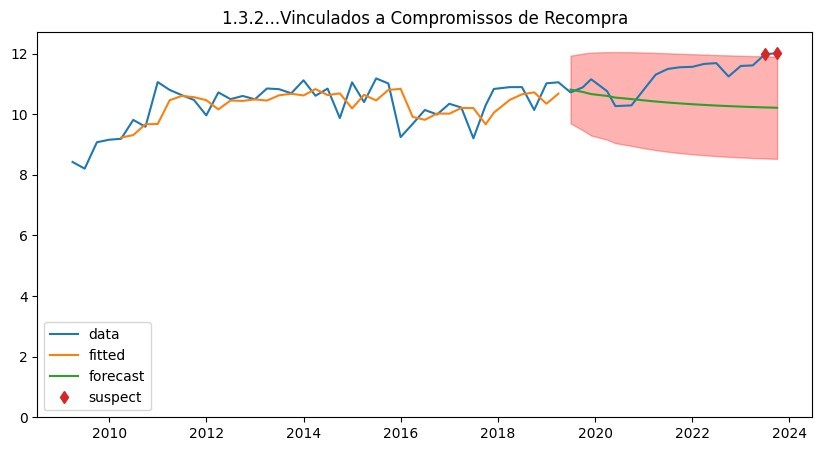 1.3.2...Vinculados a Compromissos de Recompra
12
10
8
6
4
2
0
data
fitted
forecast
suspect
2010 2012 2014 2016 2018 2020 2022 2024